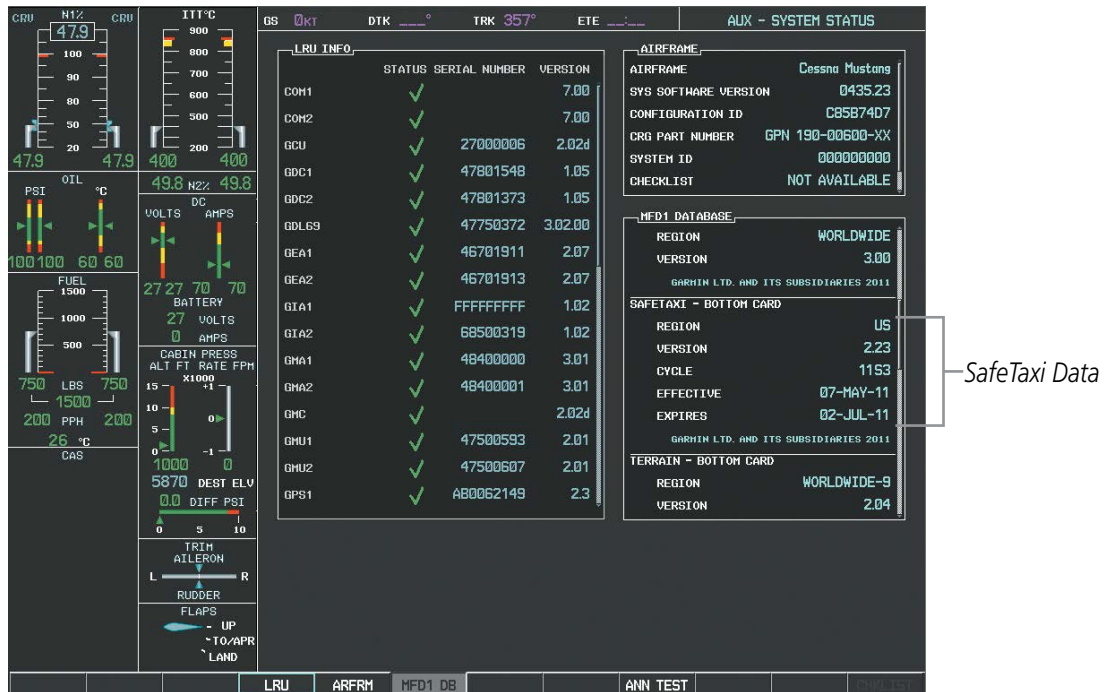 GS 0KT DTK ___° TRK 357° ETE __:__ AUX - SYSTEM STATUS
CRU N1% CRU
47.9
100
90
80
50
20
47.9 47.9
ITT°C
900
800
700
600
500
200
400 400
49.8 N2% 49.8
OIL
PSI °C
100 100 60 60
DC
VOLTS AMPS
27 27 70 70
BATTERY
27 VOLTS
0 AMPS
FUEL
1500
1000
500
750 LBS 750
1500
200 PPH 200
26 °C
CAS
CABIN PRESS
ALT FT RATE FPM
X1000
15 +1
10
0
5
0 -1
1000 0
5870 DEST ELV
0.0 DIFF PSI
0 5 10
TRIM
AILERON
L R
RUDDER
FLAPS
UP
TO/APR
LAND
LRU INFO
STATUS SERIAL NUMBER VERSION
COM1 ✓ 7.00
COM2 ✓ 7.00
GCU ✓ 27000006 2.02d
GDC1 ✓ 47801548 1.05
GDC2 ✓ 47801373 1.05
GDL69 ✓ 47750372 3.02.00
GEA1 ✓ 46701911 2.07
GEA2 ✓ 46701913 2.07
GIA1 ✓ FFFFFFFFF 1.02
GIA2 ✓ 68500319 1.02
GMA1 ✓ 48400000 3.01
GMA2 ✓ 48400001 3.01
GMC ✓ 2.02d
GMU1 ✓ 47500593 2.01
GMU2 ✓ 47500607 2.01
GPS1 ✓ AB0062149 2.3
AIRFRAME
AIRFRAME Cessna Mustang
SYS SOFTWARE VERSION 0435.23
CONFIGURATION ID C85B74D7
CRG PART NUMBER GPN 190-00600-XX
SYSTEM ID 000000000
CHECKLIST NOT AVAILABLE
MFD1 DATABASE
REGION WORLDWIDE
VERSION 3.00
GARMIN LTD. AND ITS SUBSIDIARIES 2011
SAFETAXI - BOTTOM CARD
REGION US
VERSION 2.23
CYCLE 11S3
EFFECTIVE 07-MAY-11
EXPIRES 02-JUL-11
GARMIN LTD. AND ITS SUBSIDIARIES 2011
TERRAIN - BOTTOM CARD
REGION WORLDWIDE-9
VERSION 2.04
SafeTaxi Data
LRU ARFRM MFD1 DB ANN TEST CHKLIST